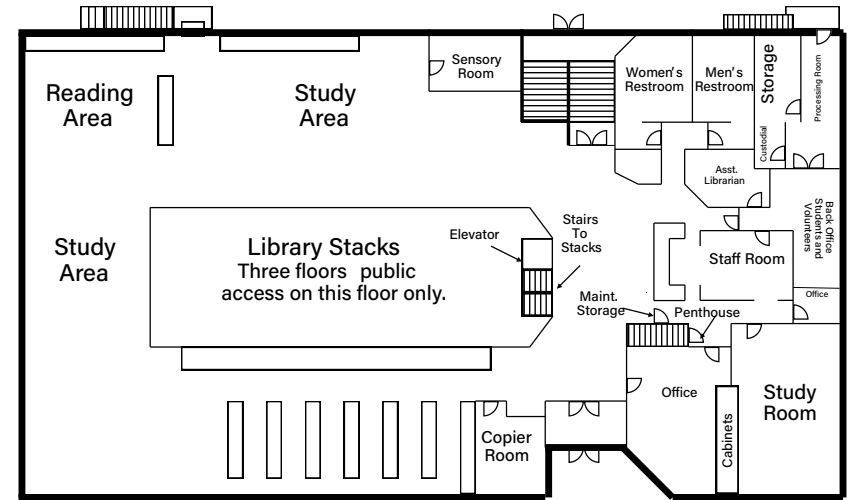 Reading
Area
Study
Area
Sensory
Room
Women's
Restroom
Men's
Restroom
Storage
Custodial
Processing Room
Asst.
Librarian
Back Office
Students and
Volunteers
Study
Area
Library Stacks
Three floors public
access on this floor only.
Elevator
Stairs
To
Stacks
Staff Room
Office
Maint.
Storage
Penthouse
Office
Cabinets
Study
Room
Copier
Room